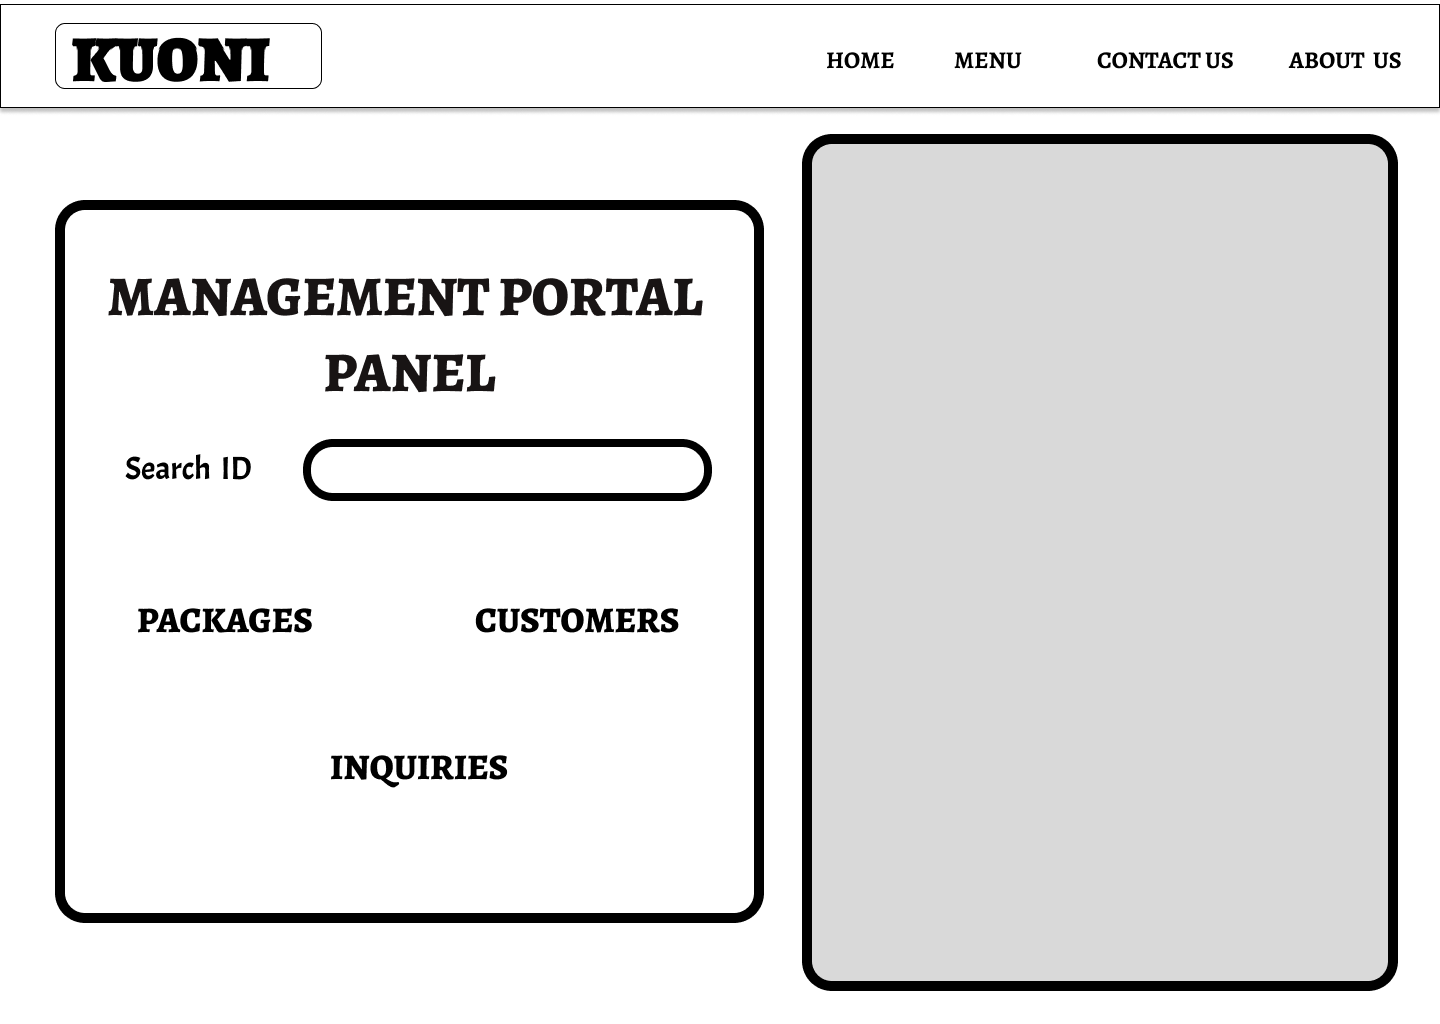 KUONI
HOME MENU CONTACT US ABOUT US
MANAGEMENT PORTAL
PANEL
Search ID
PACKAGES CUSTOMERS
INQUIRIES